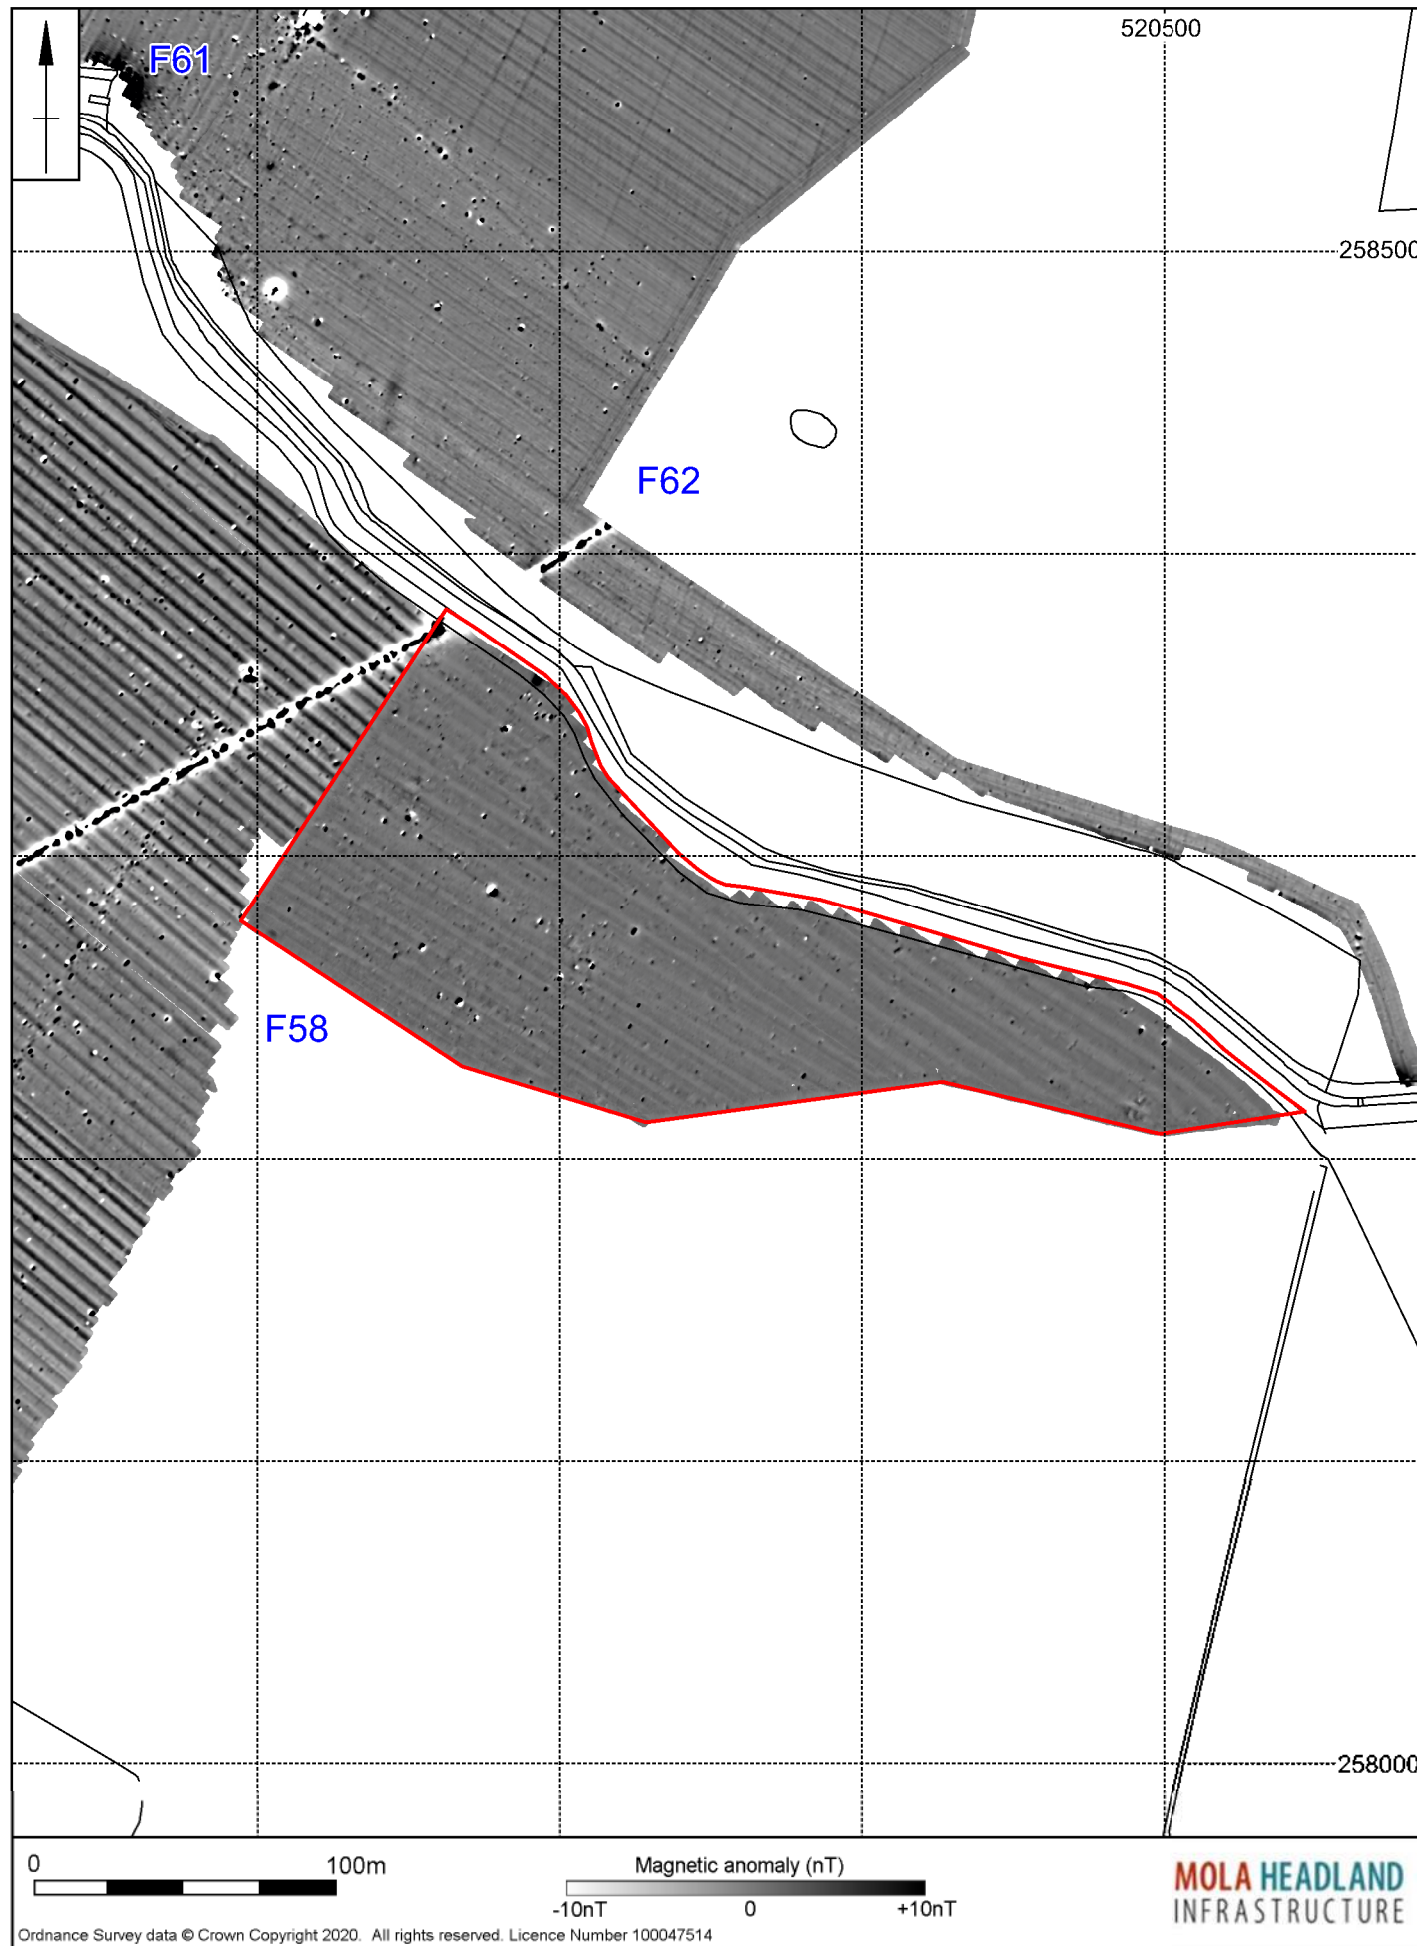 520500
F61
258500
F62
F58
258000
0 100m
Magnetic anomaly (nT)
-10nT 0 +10nT
MOLA HEADLAND
INFRASTRUCTURE
Ordnance Survey data © Crown Copyright 2020. All rights reserved. Licence Number 100047514